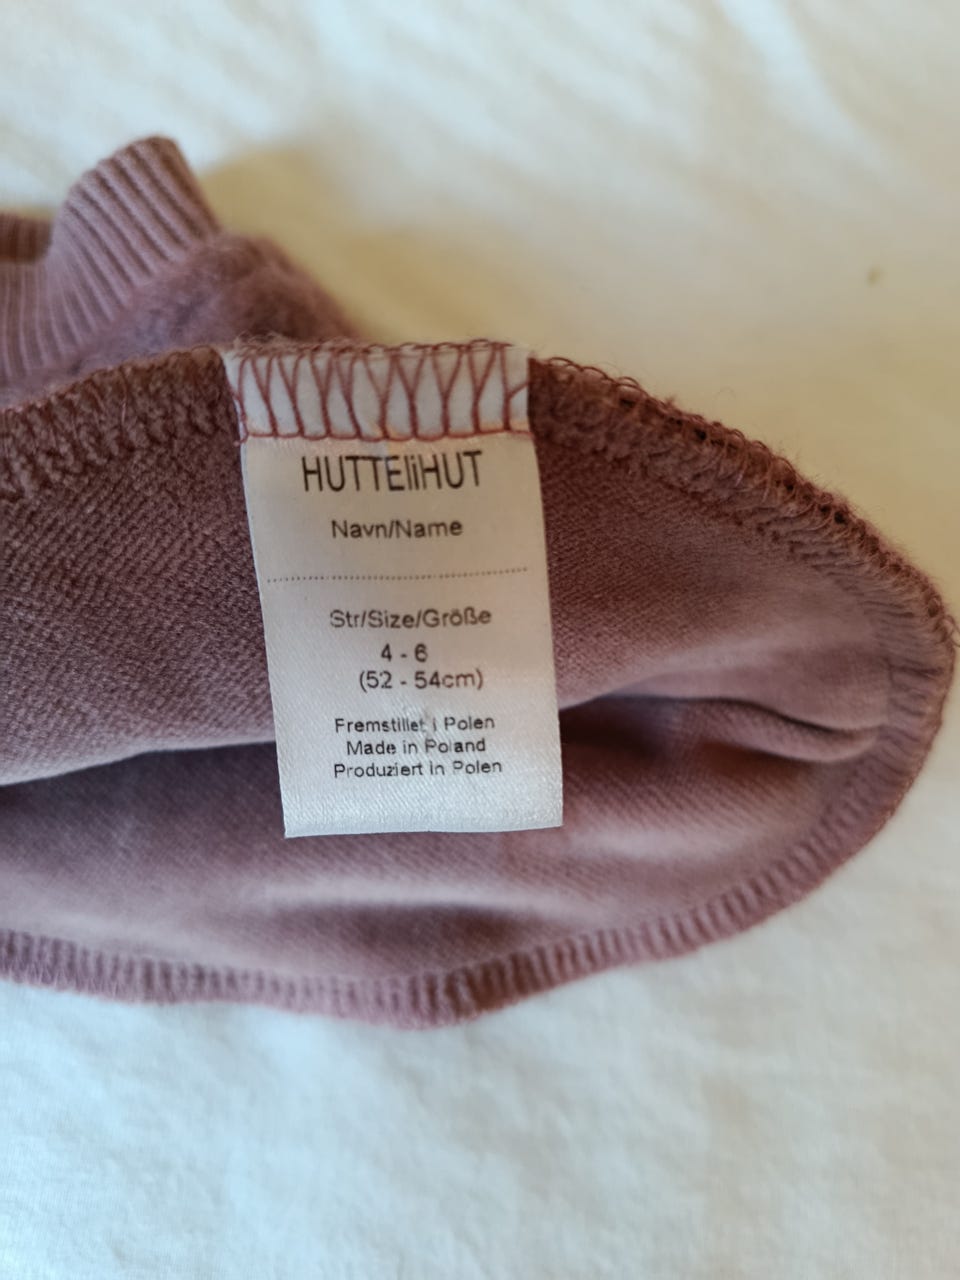 HUTTEliHUT
Navn/Name
Str/Size/Größe
4 - 6
(52 - 54cm)
Fremstillet i Polen
Made in Poland
Produziert in Polen